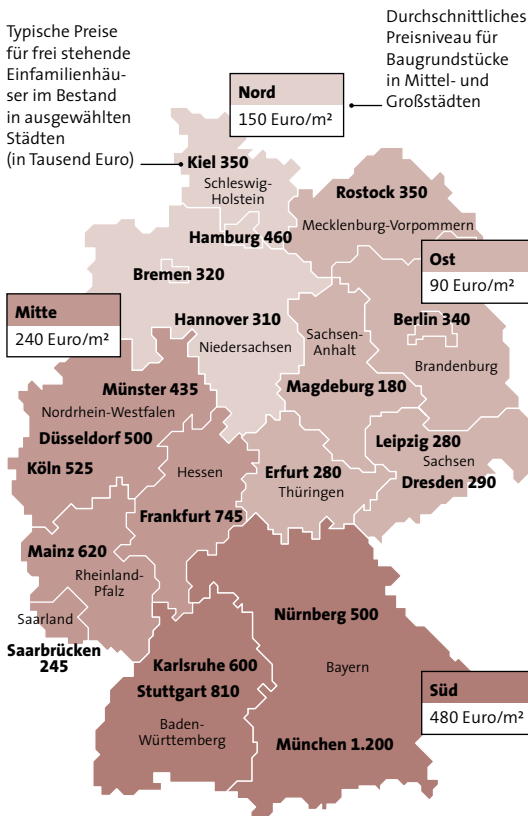 Typische Preise
für frei stehende
Einfamilienhäu-
ser im Bestand
in ausgewählten
Städten
(in Tausend Euro)
Durchschnittliches
Preisniveau für
Baugrundstücke
in Mittel- und
Großstädten
Nord
150 Euro/m²
Kiel 350
Schleswig-
Holstein
Rostock 350
Mecklenburg-Vorpommern
Hamburg 460
Bremen 320
Ost
90 Euro/m²
Mitte
240 Euro/m²
Hannover 310
Niedersachsen
Berlin 340
Sachsen-
Anhalt
Brandenburg
Münster 435
Nordrhein-Westfalen
Magdeburg 180
Düsseldorf 500
Köln 525
Hessen
Leipzig 280
Sachsen
Erfurt 280
Thüringen
Dresden 290
Frankfurt 745
Mainz 620
Rheinland-
Pfalz
Saarland
Saarbrücken
245
Nürnberg 500
Karlsruhe 600
Bayern
Stuttgart 810
Baden-
Württemberg
Süd
480 Euro/m²
München 1.200